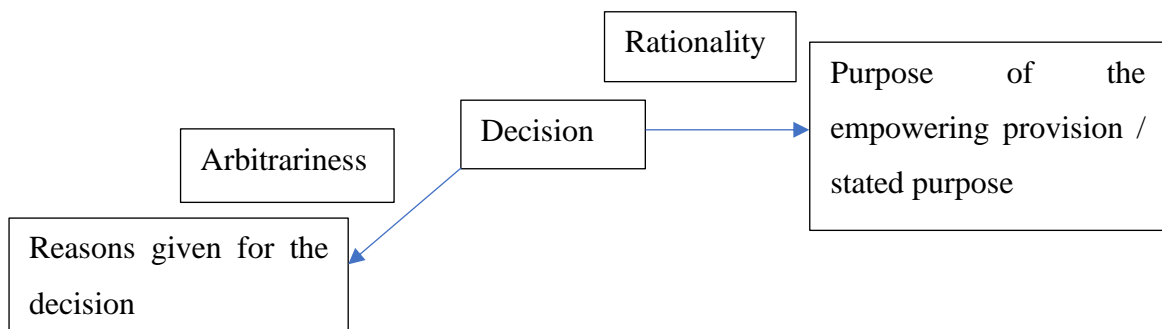 Rationality
Purpose of the
empowering provision /
stated purpose
Decision
Arbitrariness
Reasons given for the
decision